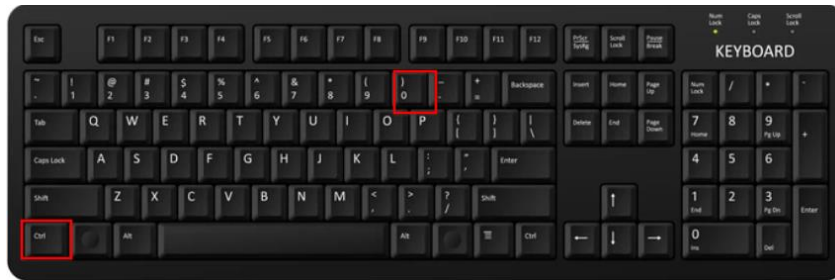 Num Lock Caps Lock Scroll Lock
KEYBOARD
Esc F1 F2 F3 F4 F5 F6 F7 F8 F9 F10 F11 F12 PrtScr SysRq Scroll Lock Pause Break
~ ! 1 @ 2 # 3 $ 4 % 5 ^ 6 & 7 * 8 ( 9 ) 0 _ - + = Backspace Insert Home Page Up Num Lock / * -
Tab Q W E R T Y U I O P { [ } ] | \ Delete End Page Down 7 Home 8 9 Pg Up +
Caps Lock A S D F G H J K L : ; " , Enter 4 5 6
Shift Z X C V B N M < , > . ? / Shift ↑ 1 End 2 3 Pg Dn Enter
Ctrl Alt Alt Ctrl ← ↓ → 0 Ins Del